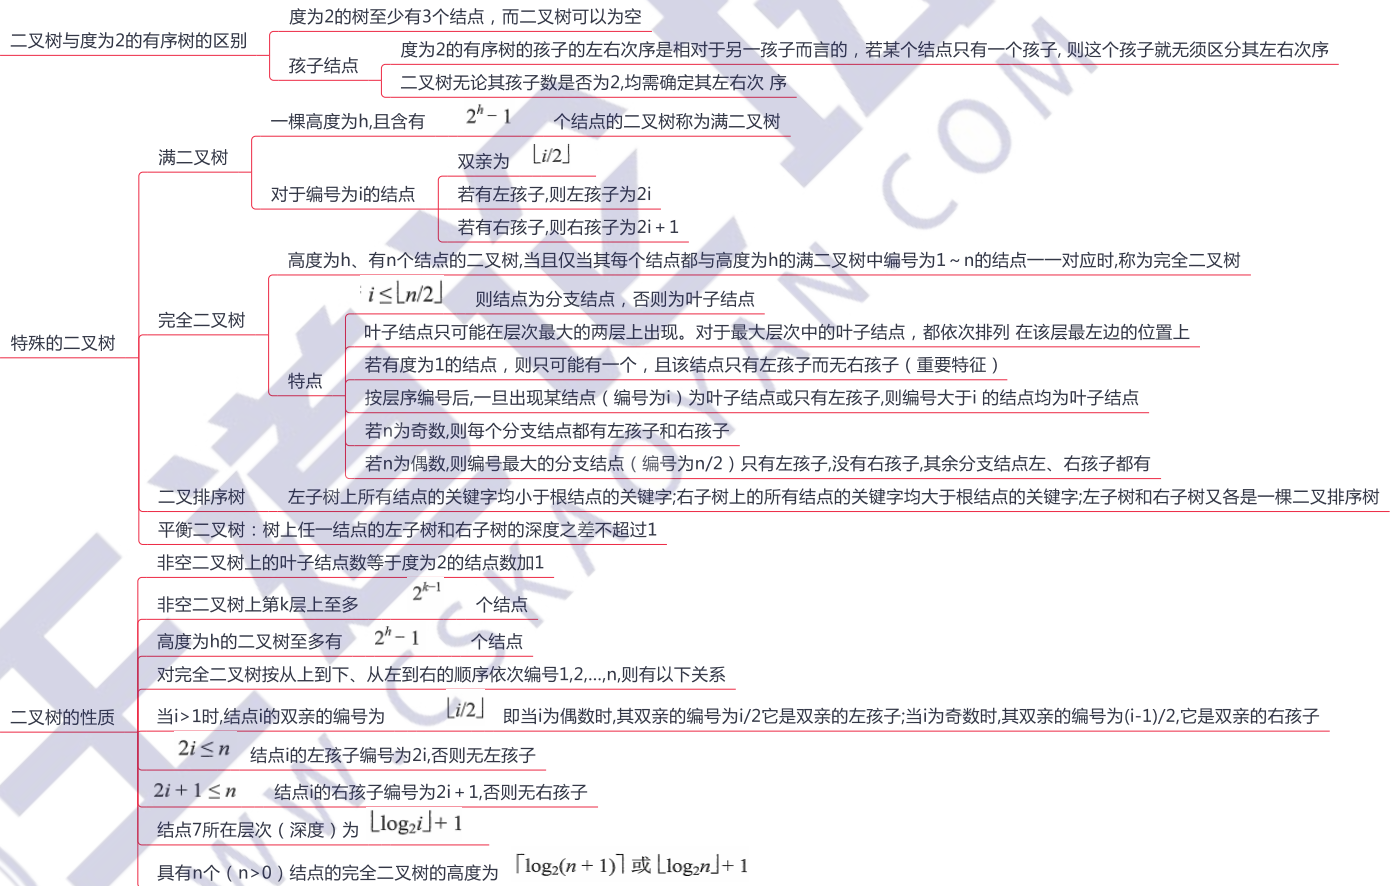 二叉树与度为2的有序树的区别
度为2的树至少有3个结点，而二叉树可以为空
孩子结点
度为2的有序树的孩子的左右次序是相对于另一孩子而言的，若某个结点只有一个孩子, 则这个孩子就无须区分其左右次序
二叉树无论其孩子数是否为2,均需确定其左右次 序
特殊的二叉树
满二叉树
一棵高度为h,且含有 2^h − 1 个结点的二叉树称为满二叉树
对于编号为i的结点
双亲为 ⌊i/2⌋
若有左孩子,则左孩子为2i
若有右孩子,则右孩子为2i + 1
完全二叉树
高度为h、有n个结点的二叉树,当且仅当其每个结点都与高度为h的满二叉树中编号为1～n的结点一一对应时,称为完全二叉树
特点
i ≤ ⌊n/2⌋ 则结点为分支结点，否则为叶子结点
叶子结点只可能在层次最大的两层上出现。对于最大层次中的叶子结点，都依次排列 在该层最左边的位置上
若有度为1的结点，则只可能有一个，且该结点只有左孩子而无右孩子（重要特征）
按层序编号后,一旦出现某结点（编号为i）为叶子结点或只有左孩子,则编号大于i 的结点均为叶子结点
若n为奇数,则每个分支结点都有左孩子和右孩子
若n为偶数,则编号最大的分支结点（编号为n/2）只有左孩子,没有右孩子,其余分支结点左、右孩子都有
二叉排序树 左子树上所有结点的关键字均小于根结点的关键字;右子树上的所有结点的关键字均大于根结点的关键字;左子树和右子树又各是一棵二叉排序树
平衡二叉树：树上任一结点的左子树和右子树的深度之差不超过1
二叉树的性质
非空二叉树上的叶子结点数等于度为2的结点数加1
非空二叉树上第k层上至多 2^(k−1) 个结点
高度为h的二叉树至多有 2^h − 1 个结点
对完全二叉树按从上到下、从左到右的顺序依次编号1,2,...,n,则有以下关系
当i>1时,结点i的双亲的编号为 ⌊i/2⌋ 即当i为偶数时,其双亲的编号为i/2它是双亲的左孩子;当i为奇数时,其双亲的编号为(i-1)/2,它是双亲的右孩子
2i ≤ n 结点i的左孩子编号为2i,否则无左孩子
2i + 1 ≤ n 结点i的右孩子编号为2i + 1,否则无右孩子
结点7所在层次（深度）为 ⌊log₂i⌋ + 1
具有n个（n>0）结点的完全二叉树的高度为 ⌈log₂(n + 1)⌉ 或 ⌊log₂n⌋ + 1